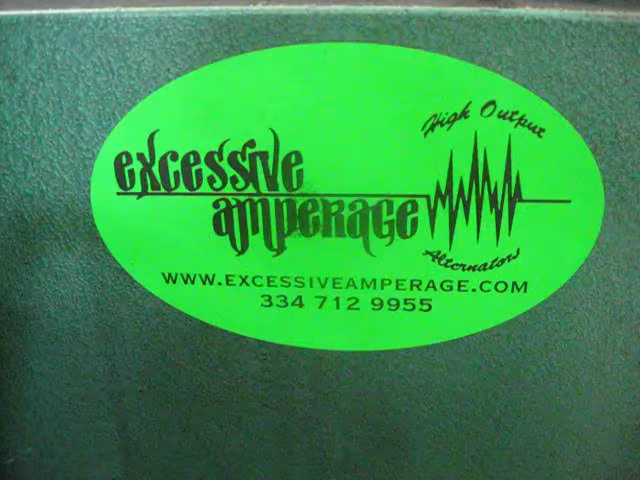 High Output
excessive
amperage
Alternators
WWW.EXCESSIVEAMPERAGE.COM
334 712 9955